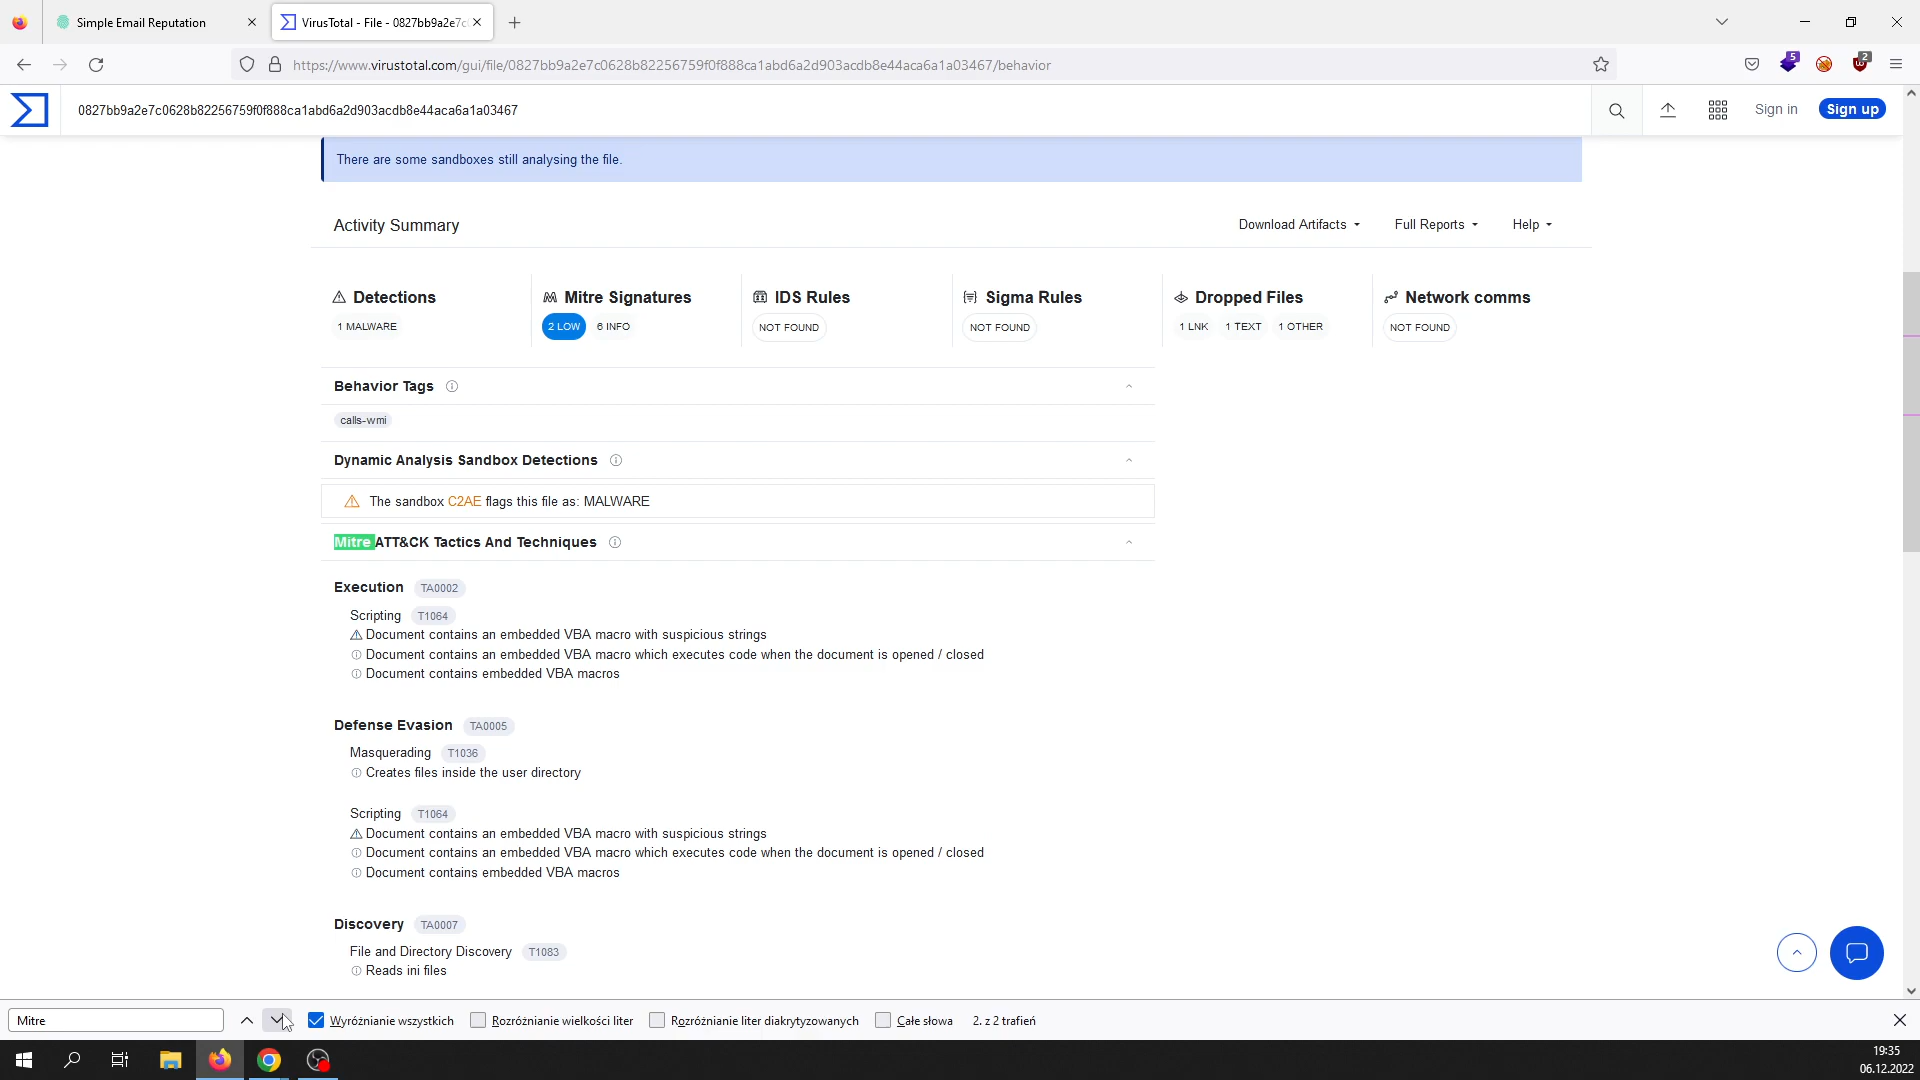 Simple Email Reputation
VirusTotal - File - 0827bb9a2e7c
https://www.virustotal.com/gui/file/0827bb9a2e7c0628b82256759f0f888ca1abd6a2d903acdb8e44aca6a1a03467/behavior
5
2
0827bb9a2e7c0628b82256759f0f888ca1abd6a2d903acdb8e44aca6a1a03467
Sign in
Sign up
There are some sandboxes still analysing the file.
Activity Summary
Download Artifacts
Full Reports
Help
Detections
Mitre Signatures
IDS Rules
Sigma Rules
Dropped Files
Network comms
1 MALWARE
2 LOW
6 INFO
NOT FOUND
NOT FOUND
1 LNK
1 TEXT
1 OTHER
NOT FOUND
Behavior Tags
calls-wmi
Dynamic Analysis Sandbox Detections
The sandbox C2AE flags this file as: MALWARE
Mitre ATT&CK Tactics And Techniques
Execution TA0002
Scripting T1064
Document contains an embedded VBA macro with suspicious strings
Document contains an embedded VBA macro which executes code when the document is opened / closed
Document contains embedded VBA macros
Defense Evasion TA0005
Masquerading T1036
Creates files inside the user directory
Scripting T1064
Document contains an embedded VBA macro with suspicious strings
Document contains an embedded VBA macro which executes code when the document is opened / closed
Document contains embedded VBA macros
Discovery TA0007
File and Directory Discovery T1083
Reads ini files
Mitre
Wyróżnianie wszystkich
Rozróżnianie wielkości liter
Rozróżnianie liter diakrytyzowanych
Całe słowa
2. z 2 trafień
19:35
06.12.2022